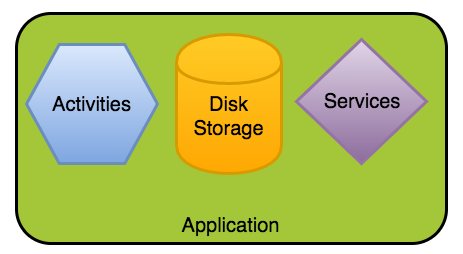 Activities
Disk
Storage
Services
Application